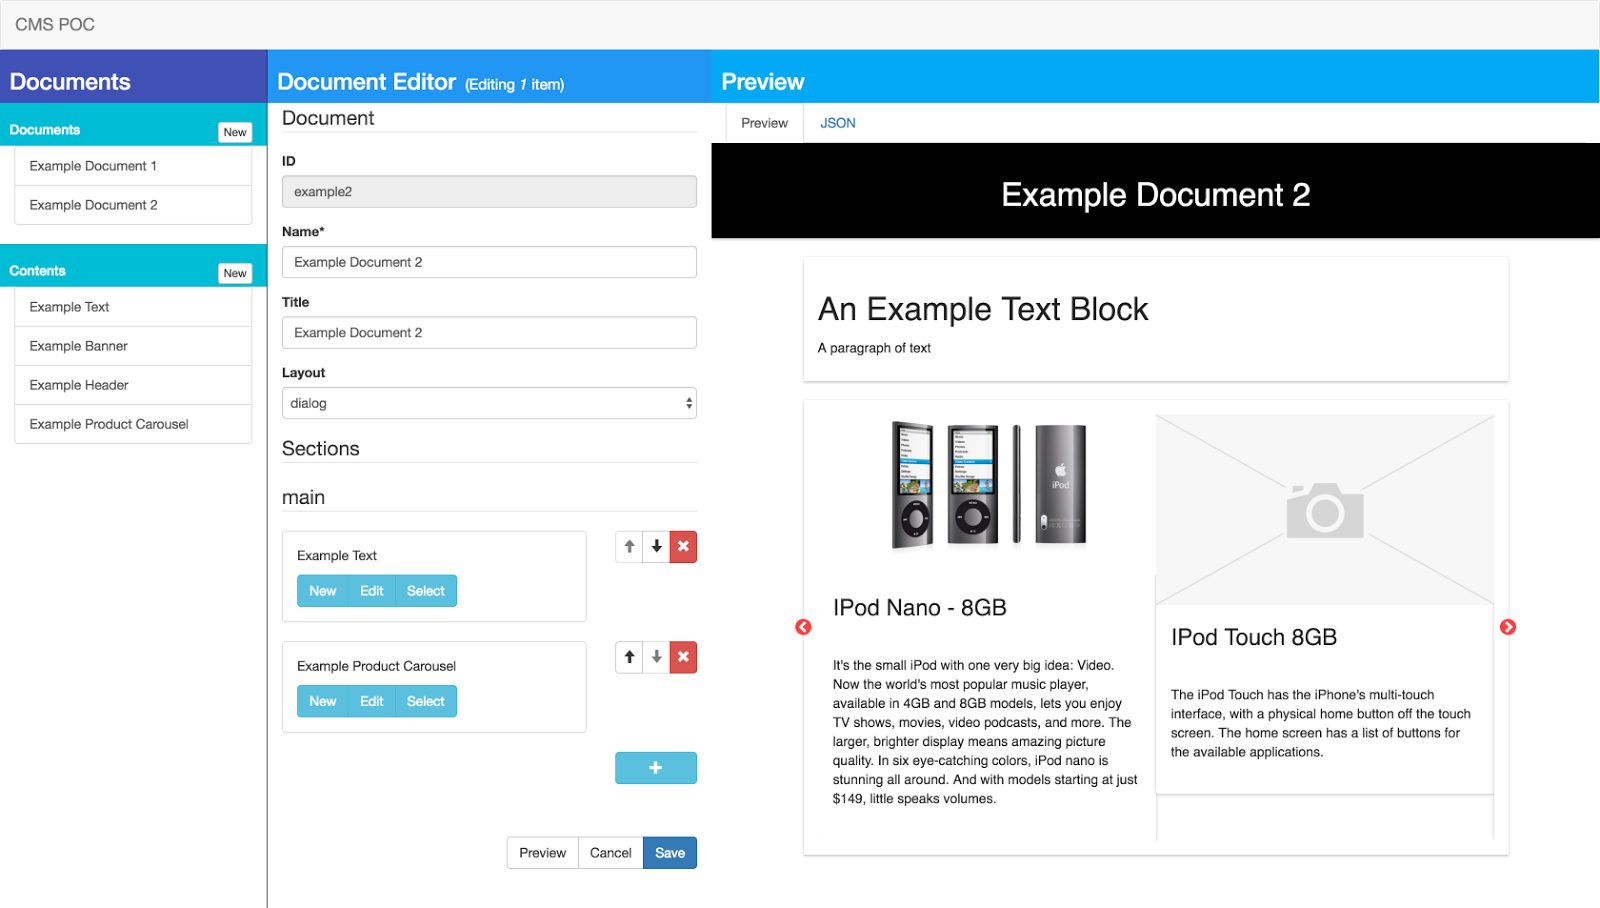 CMS POC
Documents
Documents
New
Example Document 1
Example Document 2
Contents
New
Example Text
Example Banner
Example Header
Example Product Carousel
Document Editor (Editing 1 item)
Document
ID
example2
Name*
Example Document 2
Title
Example Document 2
Layout
dialog
Sections
main
Example Text
New Edit Select
Example Product Carousel
New Edit Select
Preview Cancel Save
Preview
Preview JSON
Example Document 2
An Example Text Block
A paragraph of text
iPod
IPod Nano - 8GB
It's the small iPod with one very big idea: Video.
Now the world's most popular music player,
available in 4GB and 8GB models, lets you enjoy
TV shows, movies, video podcasts, and more. The
larger, brighter display means amazing picture
quality. In six eye-catching colors, iPod nano is
stunning all around. And with models starting at just
$149, little speaks volumes.
IPod Touch 8GB
The iPod Touch has the iPhone's multi-touch
interface, with a physical home button off the touch
screen. The home screen has a list of buttons for
the available applications.